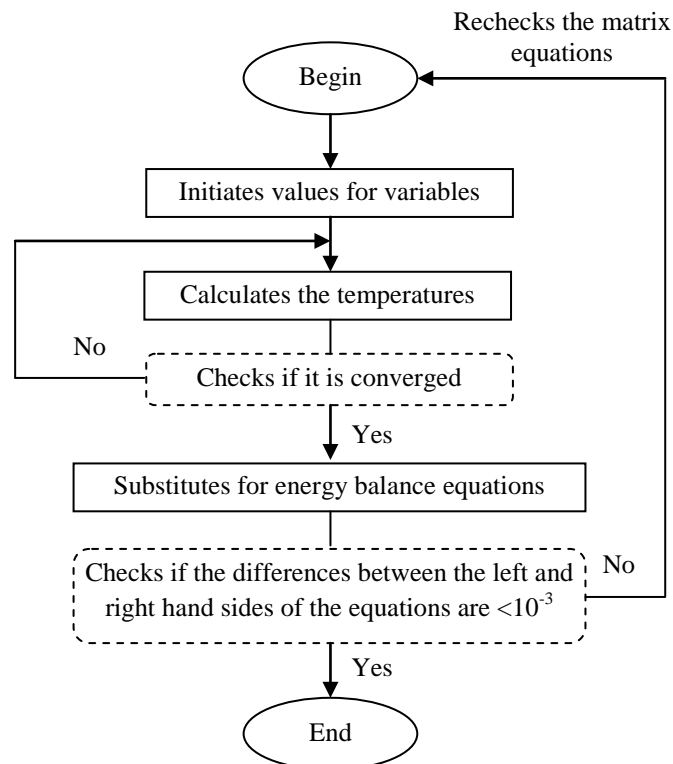 Rechecks the matrix
equations
Begin
Initiates values for variables
Calculates the temperatures
No
Checks if it is converged
Yes
Substitutes for energy balance equations
Checks if the differences between the left and
right hand sides of the equations are <10⁻³
No
Yes
End